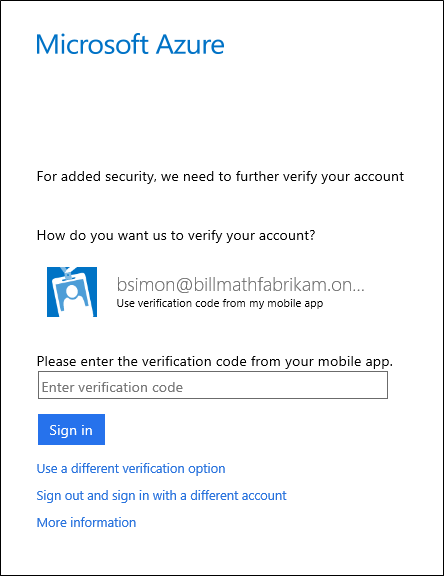 Microsoft Azure
For added security, we need to further verify your account
How do you want us to verify your account?
bsimon@billmathfabrikam.on...
Use verification code from my mobile app
Please enter the verification code from your mobile app.
Enter verification code
Sign in
Use a different verification option
Sign out and sign in with a different account
More information